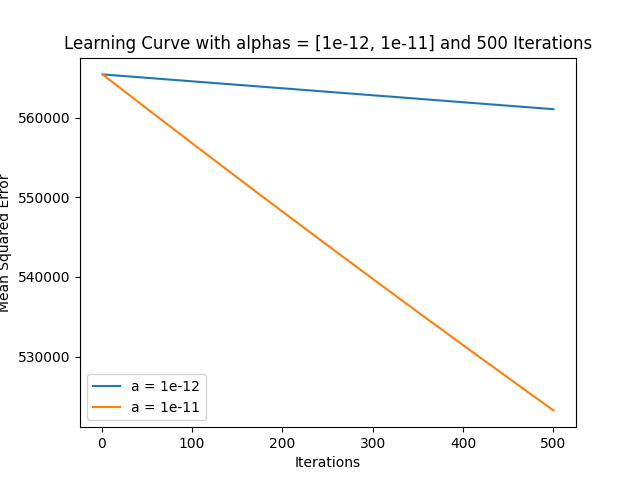 Learning Curve with alphas = [1e-12, 1e-11] and 500 Iterations
Mean Squared Error
560000
550000
540000
530000
a = 1e-12
a = 1e-11
0
100
200
300
400
500
Iterations